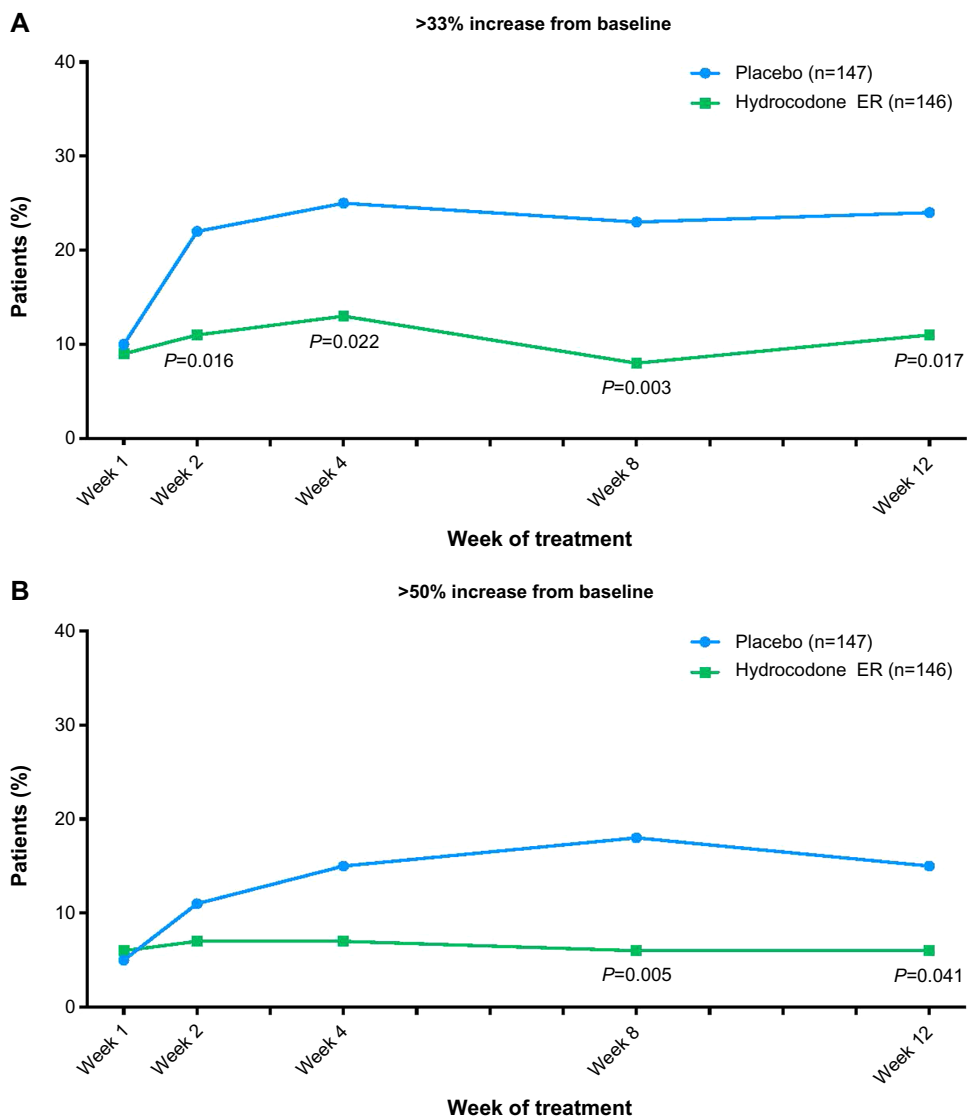 A
>33% increase from baseline
40
30
20
10
0
Patients (%)
Placebo (n=147)
Hydrocodone ER (n=146)
P=0.016
P=0.022
P=0.003
P=0.017
Week 1
Week 2
Week 4
Week 8
Week 12
Week of treatment
B
>50% increase from baseline
40
30
20
10
0
Patients (%)
Placebo (n=147)
Hydrocodone ER (n=146)
P=0.005
P=0.041
Week 1
Week 2
Week 4
Week 8
Week 12
Week of treatment